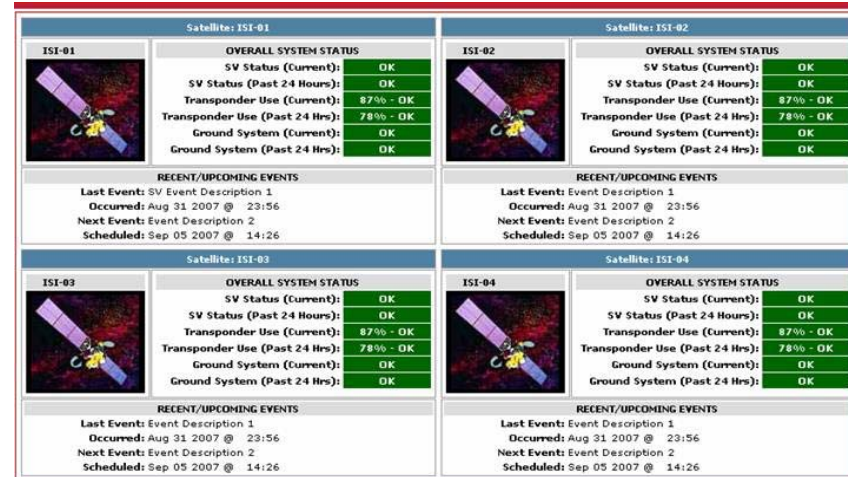 Satellite: ISI-01
ISI-01
OVERALL SYSTEM STATUS
SV Status (Current): OK
SV Status (Past 24 Hours): OK
Transponder Use (Current): 87% - OK
Transponder Use (Past 24 Hrs): 78% - OK
Ground System (Current): OK
Ground System (Past 24 Hrs): OK
RECENT/UPCOMING EVENTS
Last Event: SV Event Description 1
Occurred: Aug 31 2007 @ 23:56
Next Event: Event Description 2
Scheduled: Sep 05 2007 @ 14:26
Satellite: ISI-02
ISI-02
OVERALL SYSTEM STATUS
SV Status (Current): OK
SV Status (Past 24 Hours): OK
Transponder Use (Current): 87% - OK
Transponder Use (Past 24 Hrs): 78% - OK
Ground System (Current): OK
Ground System (Past 24 Hrs): OK
RECENT/UPCOMING EVENTS
Last Event: Event Description 1
Occurred: Aug 31 2007 @ 23:56
Next Event: Event Description 2
Scheduled: Sep 05 2007 @ 14:26
Satellite: ISI-03
ISI-03
OVERALL SYSTEM STATUS
SV Status (Current): OK
SV Status (Past 24 Hours): OK
Transponder Use (Current): 87% - OK
Transponder Use (Past 24 Hrs): 78% - OK
Ground System (Current): OK
Ground System (Past 24 Hrs): OK
RECENT/UPCOMING EVENTS
Last Event: Event Description 1
Occurred: Aug 31 2007 @ 23:56
Next Event: Event Description 2
Scheduled: Sep 05 2007 @ 14:26
Satellite: ISI-04
ISI-04
OVERALL SYSTEM STATUS
SV Status (Current): OK
SV Status (Past 24 Hours): OK
Transponder Use (Current): 87% - OK
Transponder Use (Past 24 Hrs): 78% - OK
Ground System (Current): OK
Ground System (Past 24 Hrs): OK
RECENT/UPCOMING EVENTS
Last Event: Event Description 1
Occurred: Aug 31 2007 @ 23:56
Next Event: Event Description 2
Scheduled: Sep 05 2007 @ 14:26